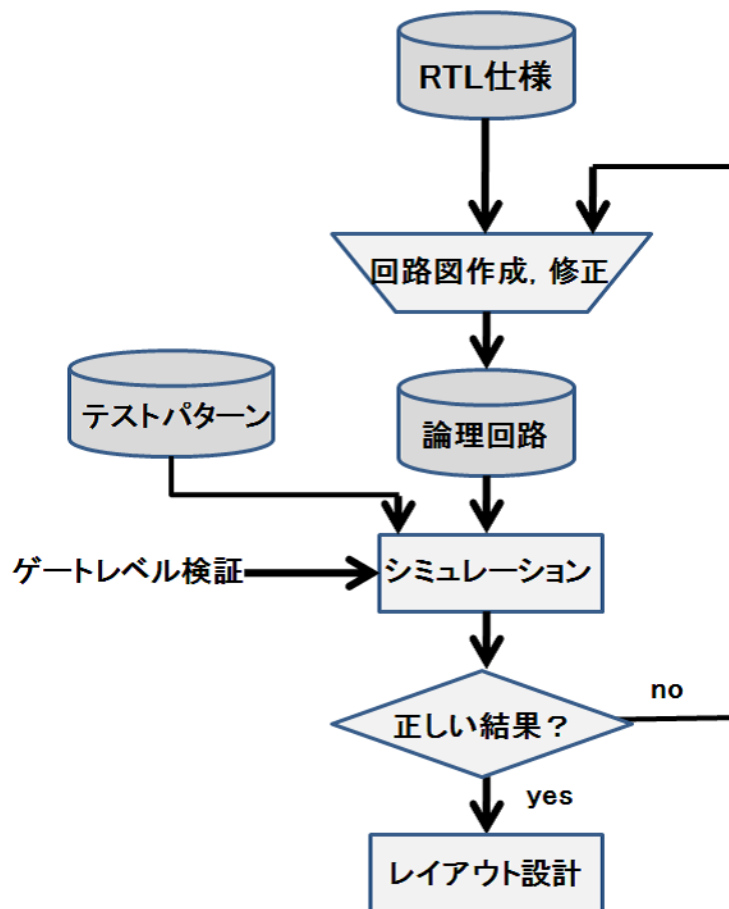 RTL仕様
回路図作成, 修正
テストパターン
論理回路
ゲートレベル検証
シミュレーション
正しい結果？
no
yes
レイアウト設計